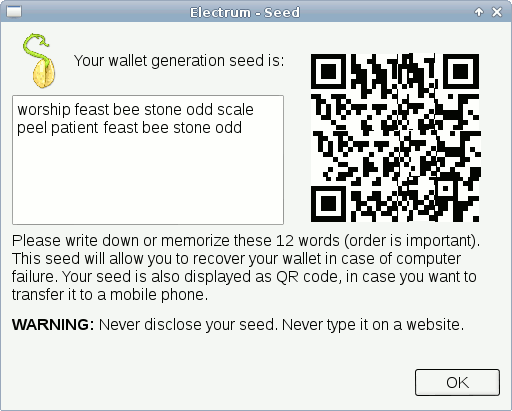 Electrum - Seed
Your wallet generation seed is:
worship feast bee stone odd scale
peel patient feast bee stone odd
Please write down or memorize these 12 words (order is important).
This seed will allow you to recover your wallet in case of computer
failure. Your seed is also displayed as QR code, in case you want to
transfer it to a mobile phone.
WARNING: Never disclose your seed. Never type it on a website.
OK